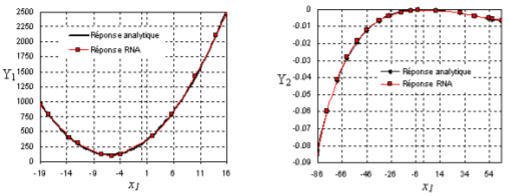 2500
2250
2000
1750
1500
1250
1000
750
500
250
0
Y1
Réponse analytique
Réponse RNA
-19 -14 -9 -4 1 6 11 16
x1
0
-0.01
-0.02
-0.03
-0.04
-0.05
-0.06
-0.07
-0.08
-0.09
Y2
Réponse analytique
Réponse RNA
-86 -66 -46 -26 -6 14 34 54
x1